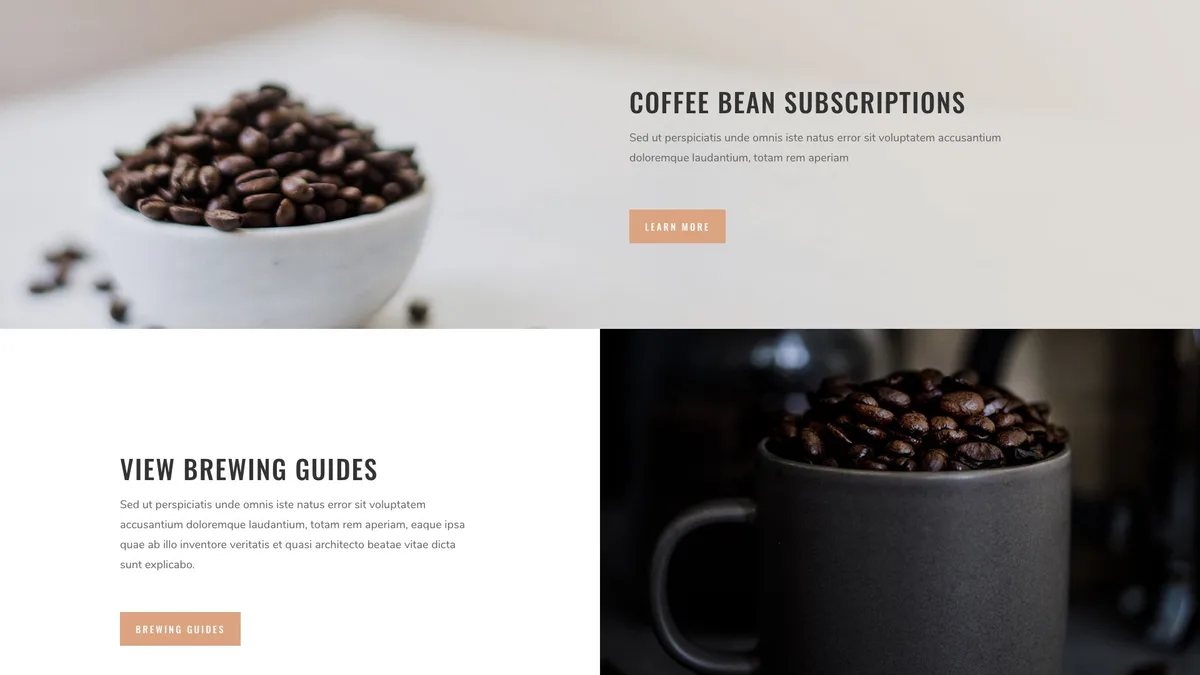 COFFEE BEAN SUBSCRIPTIONS
Sed ut perspiciatis unde omnis iste natus error sit voluptatem accusantium
doloremque laudantium, totam rem aperiam
LEARN MORE
VIEW BREWING GUIDES
Sed ut perspiciatis unde omnis iste natus error sit voluptatem
accusantium doloremque laudantium, totam rem aperiam, eaque ipsa
quae ab illo inventore veritatis et quasi architecto beatae vitae dicta
sunt explicabo.
BREWING GUIDES